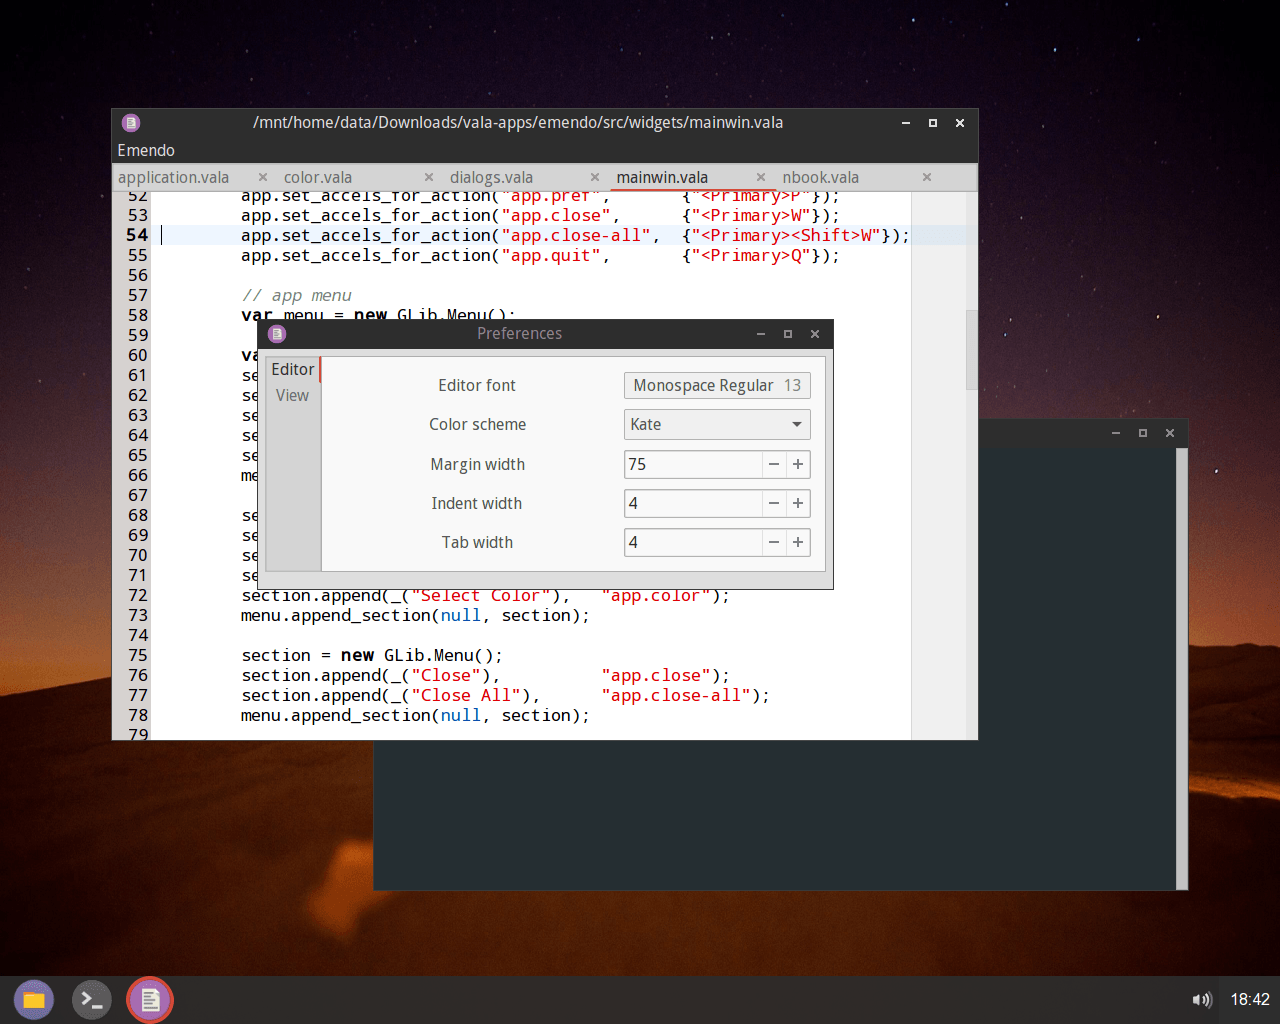 /mnt/home/data/Downloads/vala-apps/emendo/src/widgets/mainwin.vala
Emendo
application.vala color.vala dialogs.vala mainwin.vala nbook.vala
52 app.set_accels_for_action("app.pref", {"<Primary>P"});
53 app.set_accels_for_action("app.close", {"<Primary>W"});
54 app.set_accels_for_action("app.close-all", {"<Primary><Shift>W"});
55 app.set_accels_for_action("app.quit", {"<Primary>Q"});
56
57 // app menu
58 var menu = new GLib.Menu();
59
60 va
61 se
62 se
63 se
64 se
65 se
66 me
67
68 se
69 se
70 se
71 se
Preferences
Editor
View
Editor font Monospace Regular 13
Color scheme Kate
Margin width 75
Indent width 4
Tab width 4
72 section.append(_("Select Color"), "app.color");
73 menu.append_section(null, section);
74
75 section = new GLib.Menu();
76 section.append(_("Close"), "app.close");
77 section.append(_("Close All"), "app.close-all");
78 menu.append_section(null, section);
79
18:42